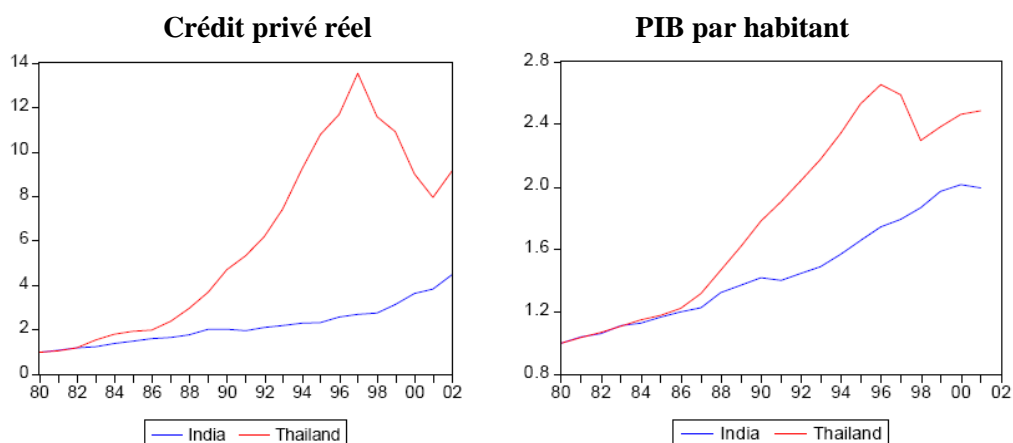 Crédit privé réel
14
12
10
8
6
4
2
0
80 82 84 86 88 90 92 94 96 98 00 02
India Thailand
PIB par habitant
2.8
2.4
2.0
1.6
1.2
0.8
80 82 84 86 88 90 92 94 96 98 00 02
India Thailand